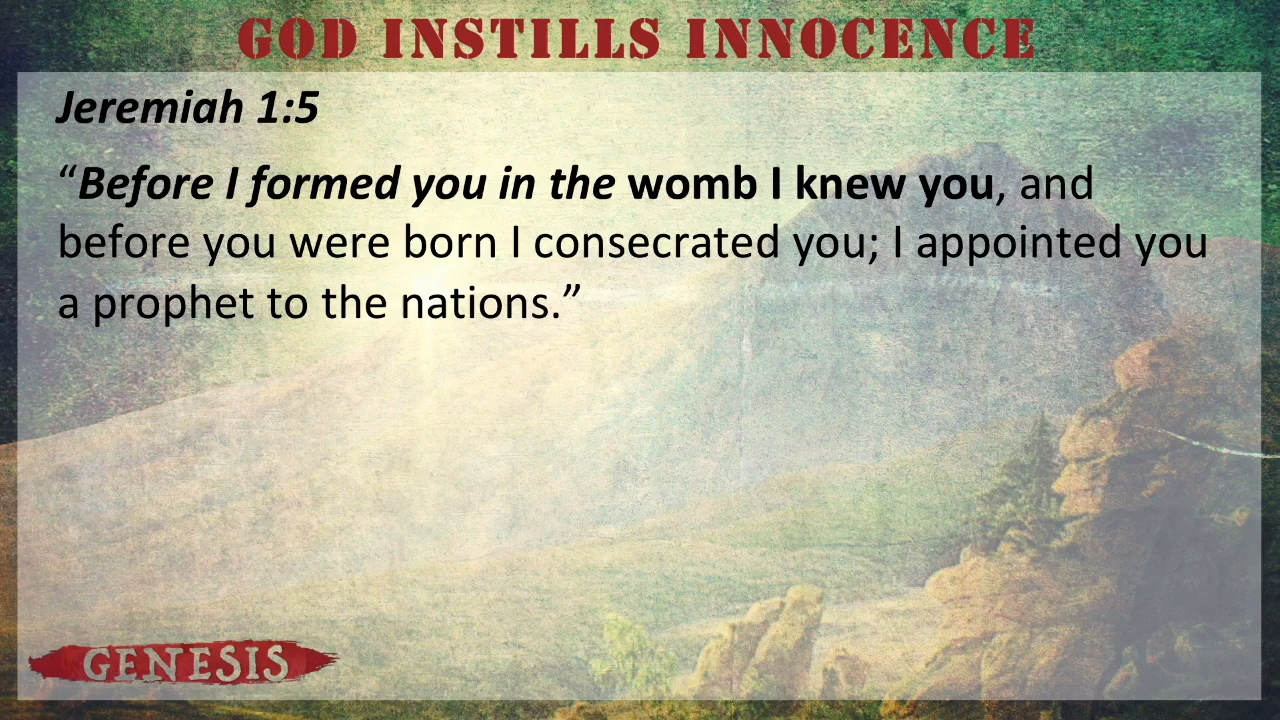 GOD INSTILLS INNOCENCE
Jeremiah 1:5
“Before I formed you in the womb I knew you, and
before you were born I consecrated you; I appointed you
a prophet to the nations.”
GENESIS